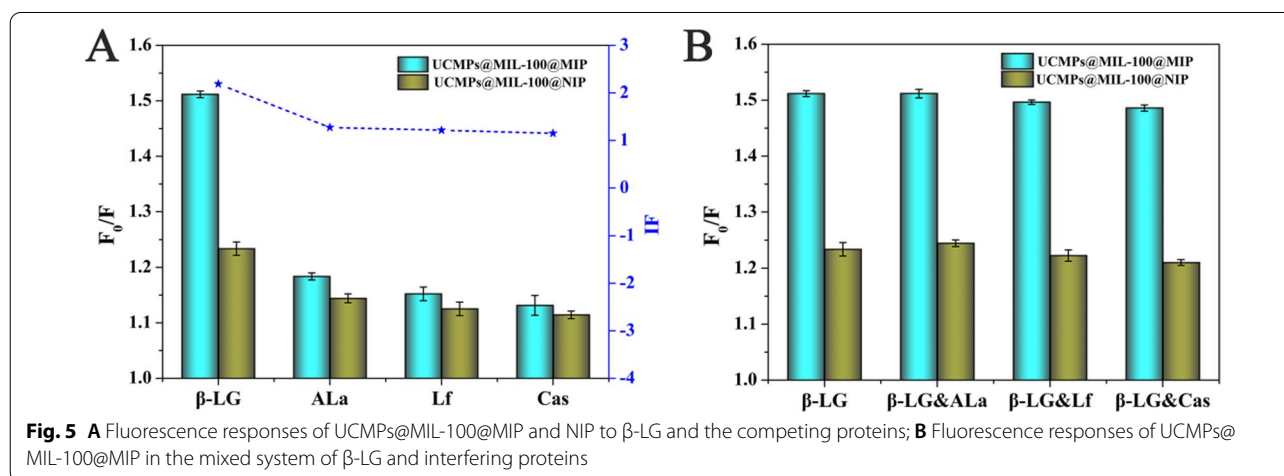 A
1.6
1.5
1.4
1.3
1.2
1.1
1.0
F₀/F
UCMPs@MIL-100@MIP
UCMPs@MIL-100@NIP
3
2
1
0
-1
-2
-3
-4
IF
β-LG ALa Lf Cas
B
1.6
1.5
1.4
1.3
1.2
1.1
1.0
F₀/F
UCMPs@MIL-100@MIP
UCMPs@MIL-100@NIP
β-LG β-LG&ALa β-LG&Lf β-LG&Cas
Fig. 5 A Fluorescence responses of UCMPs@MIL-100@MIP and NIP to β-LG and the competing proteins; B Fluorescence responses of UCMPs@
MIL-100@MIP in the mixed system of β-LG and interfering proteins